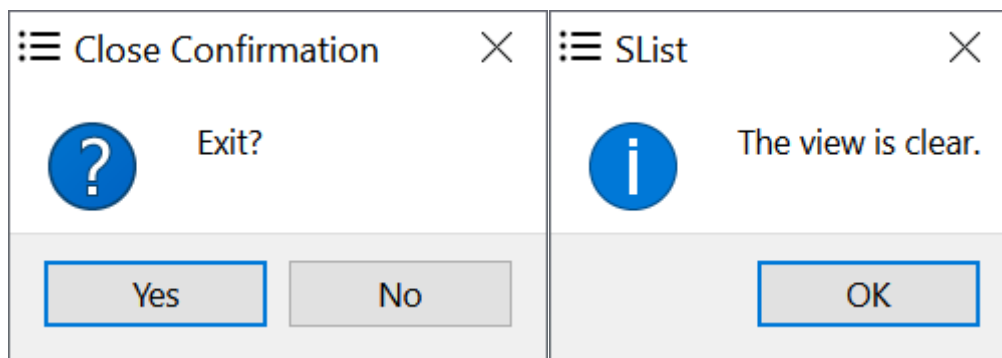 Close Confirmation
Exit?
Yes No
SList
The view is clear.
OK